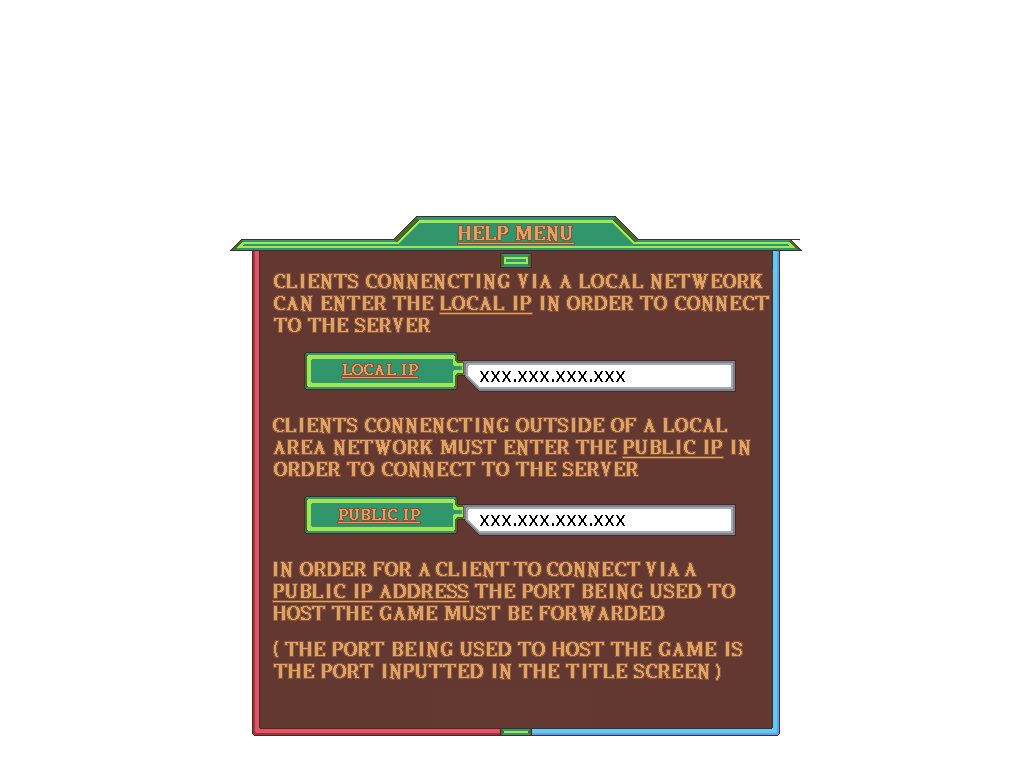 HELP MENU
CLIENTS CONNENCTING VIA A LOCAL NETWEORK
CAN ENTER THE LOCAL IP IN ORDER TO CONNECT
TO THE SERVER
LOCAL IP
XXX.XXX.XXX.XXX
CLIENTS CONNENCTING OUTSIDE OF A LOCAL
AREA NETWORK MUST ENTER THE PUBLIC IP IN
ORDER TO CONNECT TO THE SERVER
PUBLIC IP
XXX.XXX.XXX.XXX
IN ORDER FOR A CLIENT TO CONNECT VIA A
PUBLIC IP ADDRESS THE PORT BEING USED TO
HOST THE GAME MUST BE FORWARDED
( THE PORT BEING USED TO HOST THE GAME IS
THE PORT INPUTTED IN THE TITLE SCREEN )